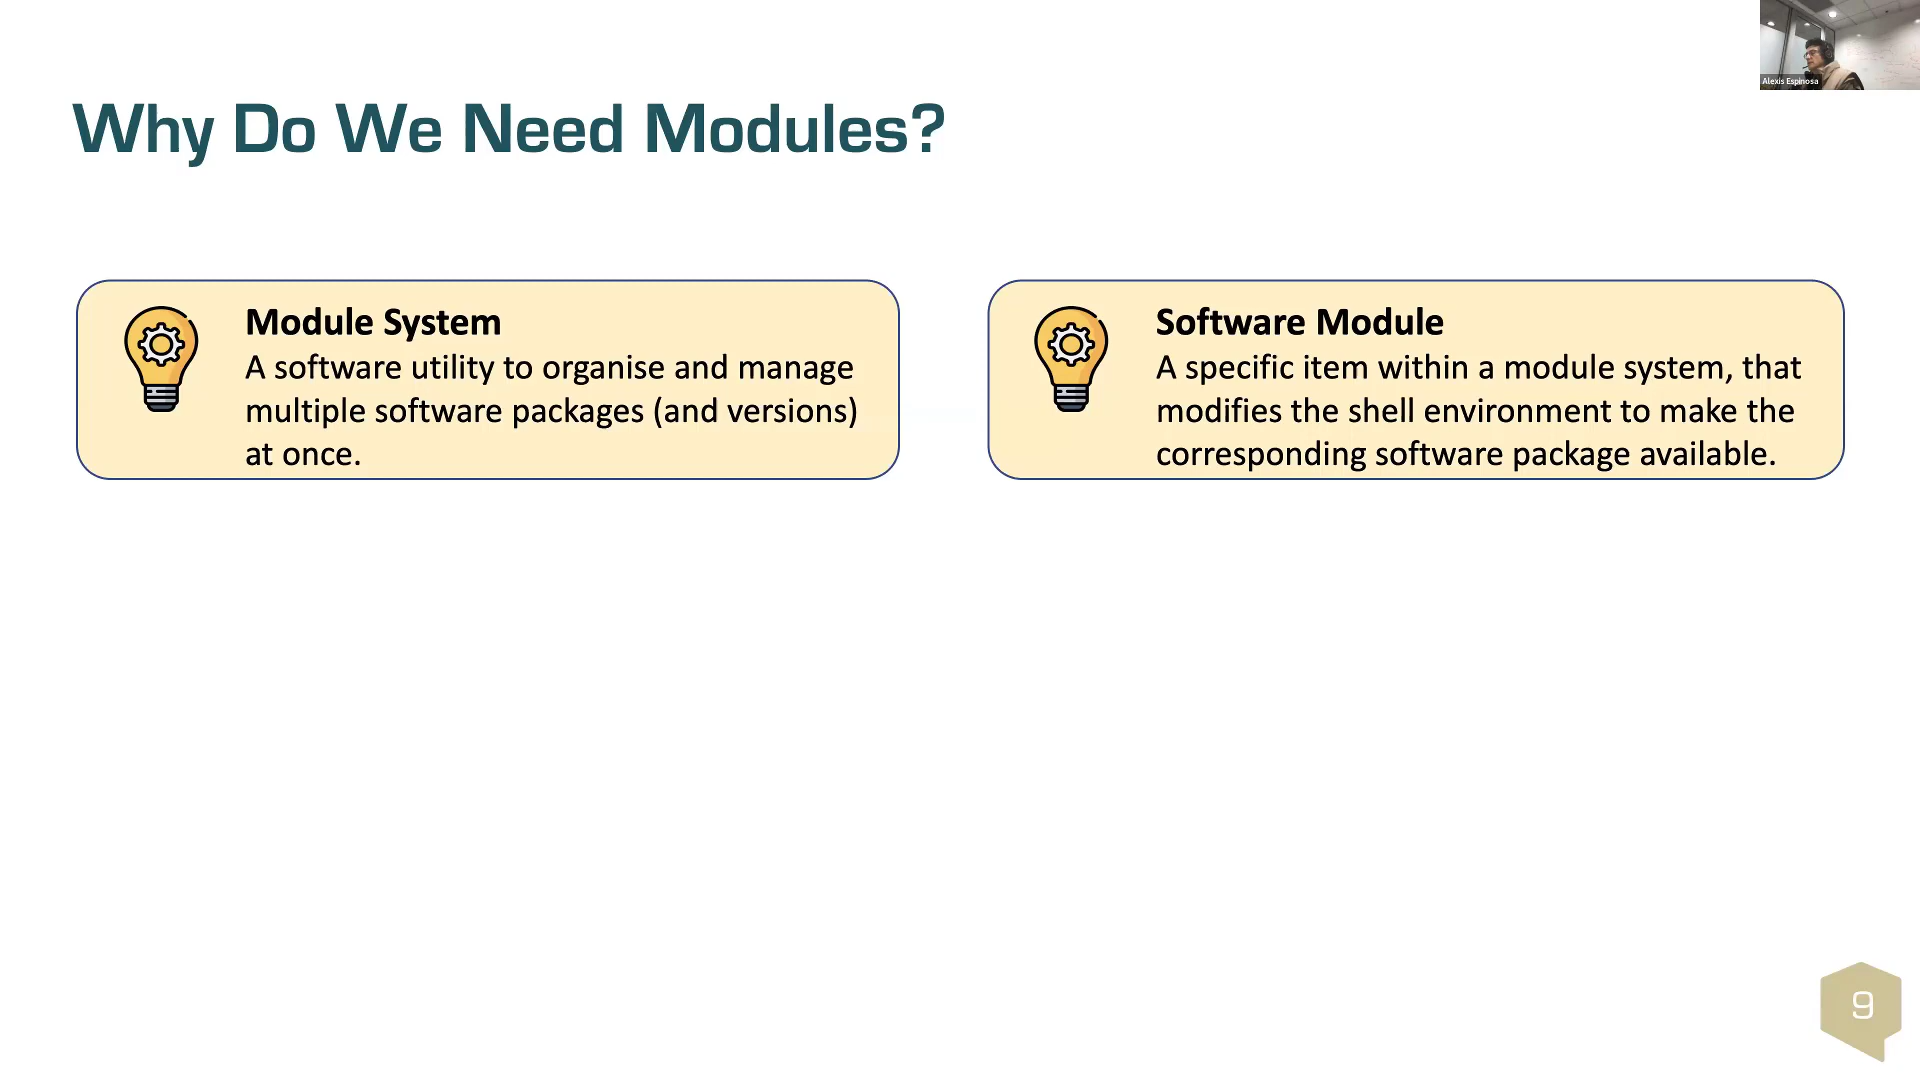 Alexis Espinosa
Why Do We Need Modules?
Module System
A software utility to organise and manage
multiple software packages (and versions)
at once.
Software Module
A specific item within a module system, that
modifies the shell environment to make the
corresponding software package available.
9